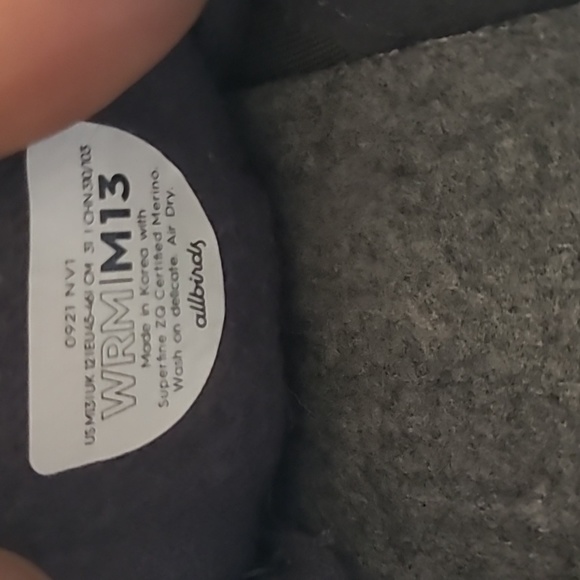 0921 NV1
US M13 | UK 12 | EU 45-46 | CM 31 | CHN 310/103
WRM|M13
Made in Korea with
Superfine ZQ Certified Merino.
Wash on delicate. Air Dry.
allbirds